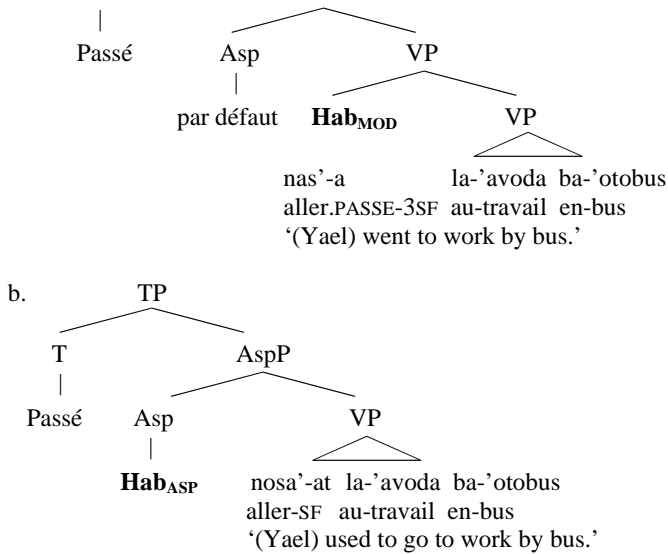 Passé Asp VP
par défaut Hab_MOD VP
nas'-a la-'avoda ba-'otobus
aller.PASSE-3SF au-travail en-bus
‘(Yael) went to work by bus.’
b. TP
T AspP
Passé Asp VP
Hab_ASP nosa'-at la-'avoda ba-'otobus
aller-SF au-travail en-bus
‘(Yael) used to go to work by bus.’